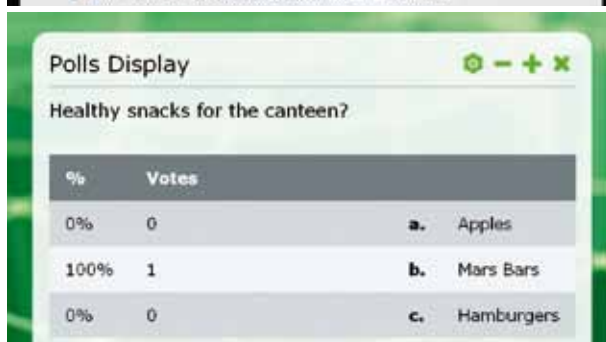 Polls Display
Healthy snacks for the canteen?
% Votes
0% 0 a. Apples
100% 1 b. Mars Bars
0% 0 c. Hamburgers